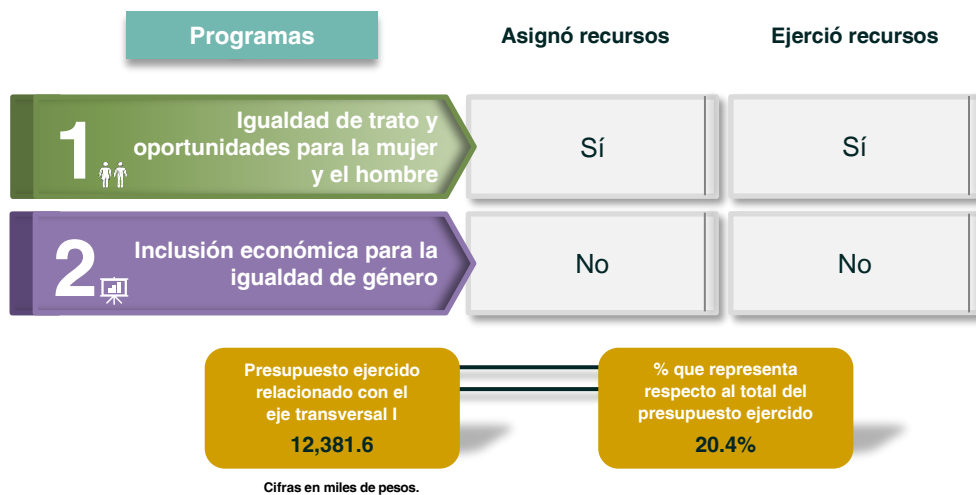 Programas
Asignó recursos
Ejerció recursos
1
Igualdad de trato y
oportunidades para la mujer
y el hombre
Sí
Sí
2
Inclusión económica para la
igualdad de género
No
No
Presupuesto ejercido
relacionado con el
eje transversal I
12,381.6
% que representa
respecto al total del
presupuesto ejercido
20.4%
Cifras en miles de pesos.